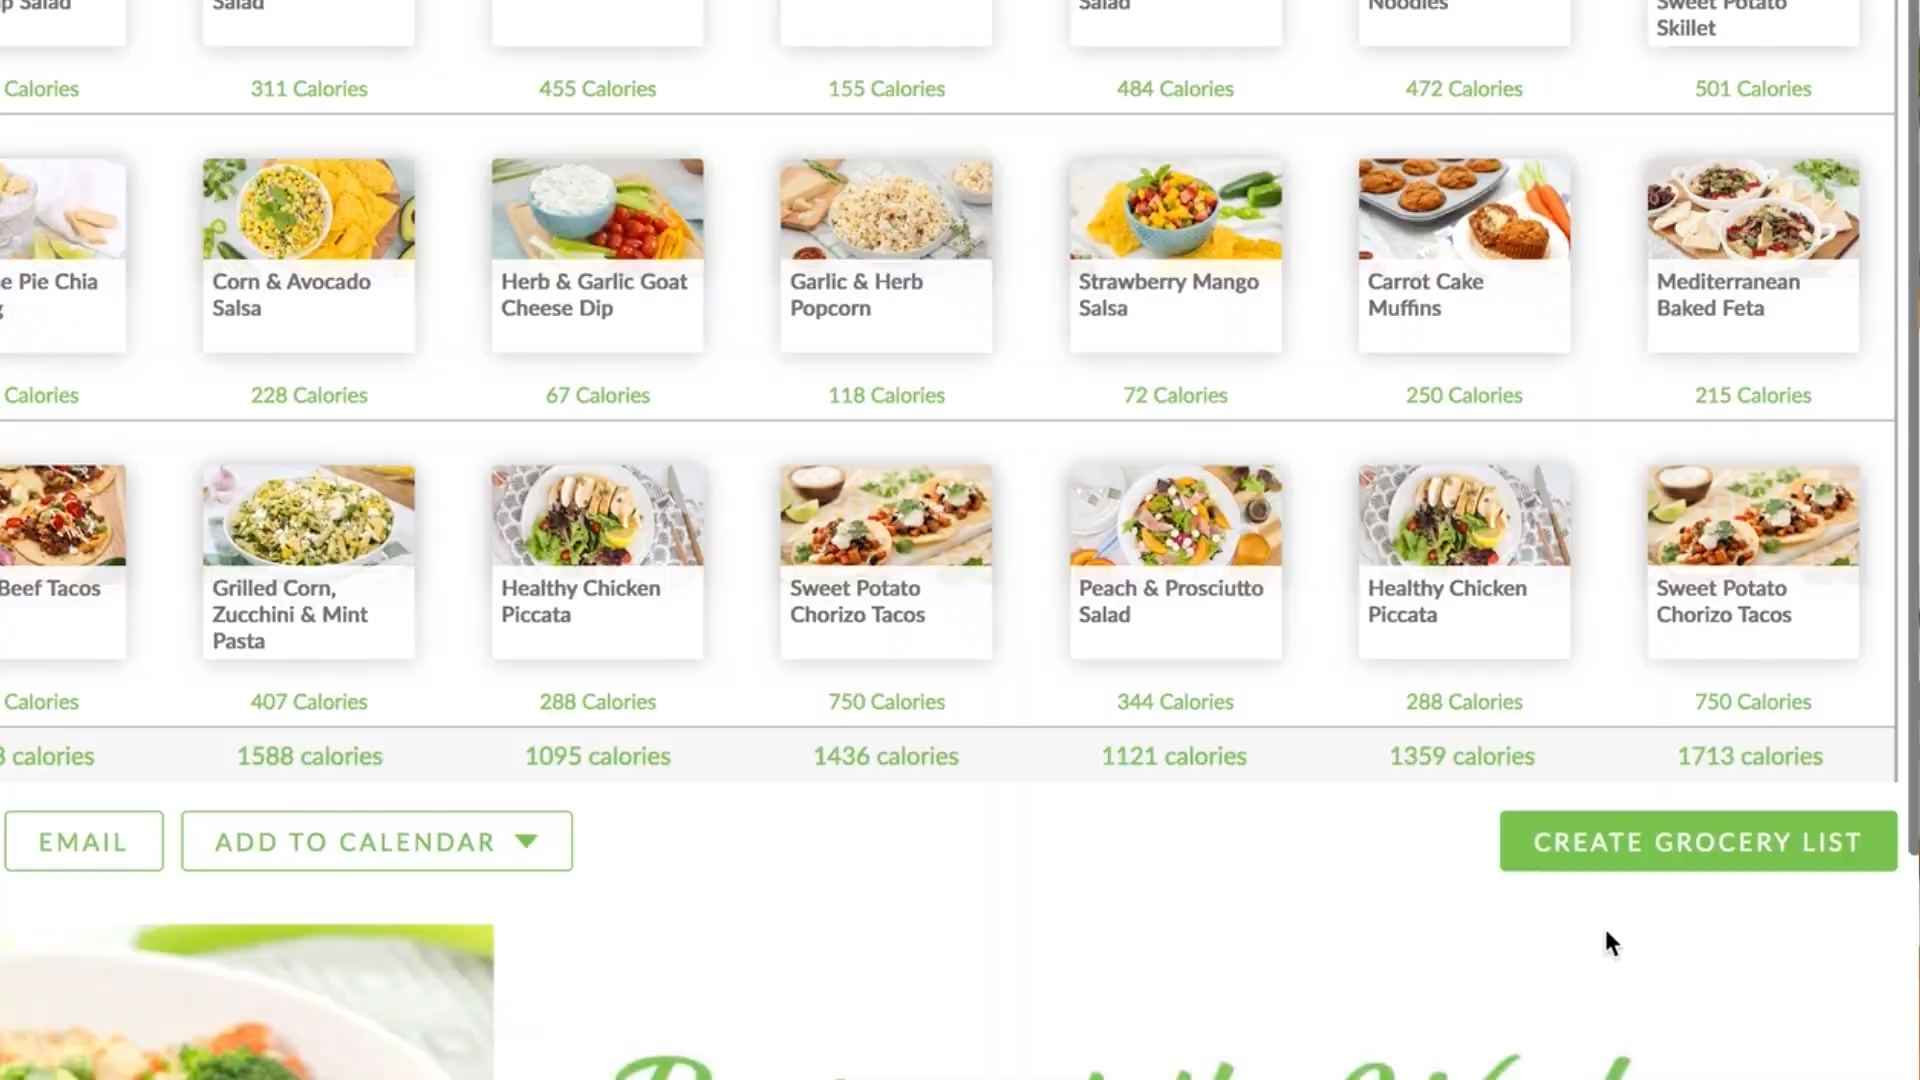 Salad
Salad
Salad
Noodles
Sweet Potato
Skillet
Calories
311 Calories
455 Calories
155 Calories
484 Calories
472 Calories
501 Calories
e Pie Chia
Corn & Avocado
Salsa
Herb & Garlic Goat
Cheese Dip
Garlic & Herb
Popcorn
Strawberry Mango
Salsa
Carrot Cake
Muffins
Mediterranean
Baked Feta
Calories
228 Calories
67 Calories
118 Calories
72 Calories
250 Calories
215 Calories
Beef Tacos
Grilled Corn,
Zucchini & Mint
Pasta
Healthy Chicken
Piccata
Sweet Potato
Chorizo Tacos
Peach & Prosciutto
Salad
Healthy Chicken
Piccata
Sweet Potato
Chorizo Tacos
Calories
407 Calories
288 Calories
750 Calories
344 Calories
288 Calories
750 Calories
calories
1588 calories
1095 calories
1436 calories
1121 calories
1359 calories
1713 calories
EMAIL
ADD TO CALENDAR
CREATE GROCERY LIST